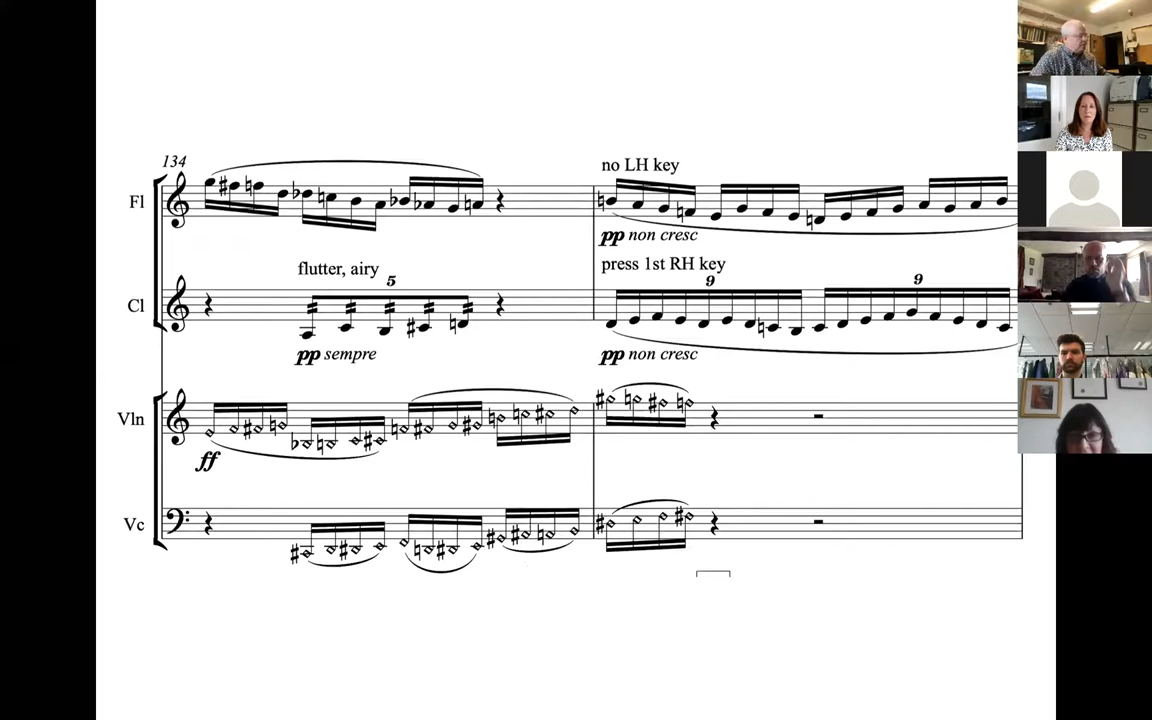 134
no LH key
Fl
pp non cresc
flutter, airy
press 1st RH key
5
9
9
Cl
pp sempre
pp non cresc
Vln
ff
Vc